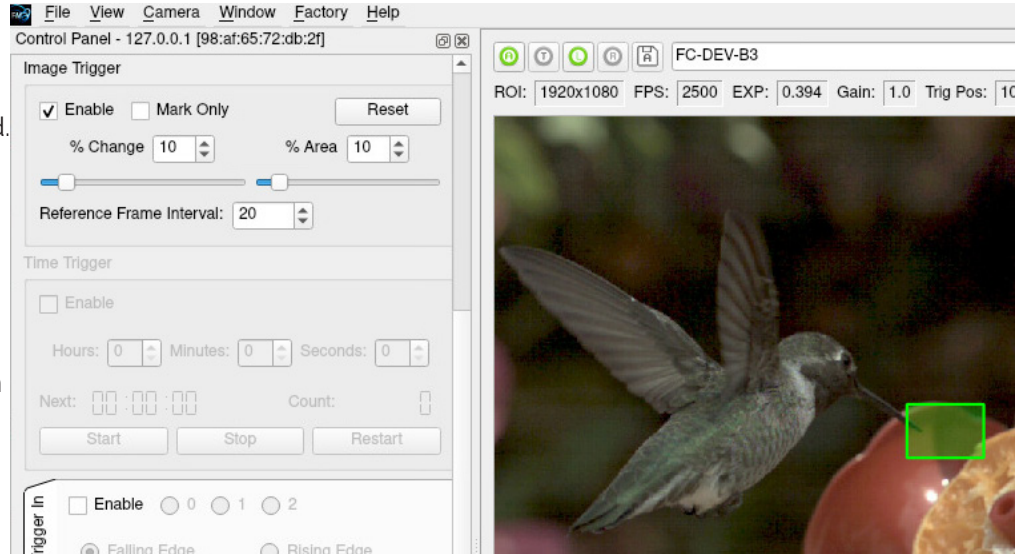 File View Camera Window Factory Help
Control Panel - 127.0.0.1 [98:af:65:72:db:2f]
A T L R A FC-DEV-B3
Image Trigger
ROI: 1920x1080 FPS: 2500 EXP: 0.394 Gain: 1.0 Trig Pos: 10
Enable Mark Only Reset
% Change 10 % Area 10
Reference Frame Interval: 20
Time Trigger
Enable
Hours: 0 Minutes: 0 Seconds: 0
Next: 00:00:00 Count: 0
Start Stop Restart
Enable 0 1 2
Falling Edge Rising Edge